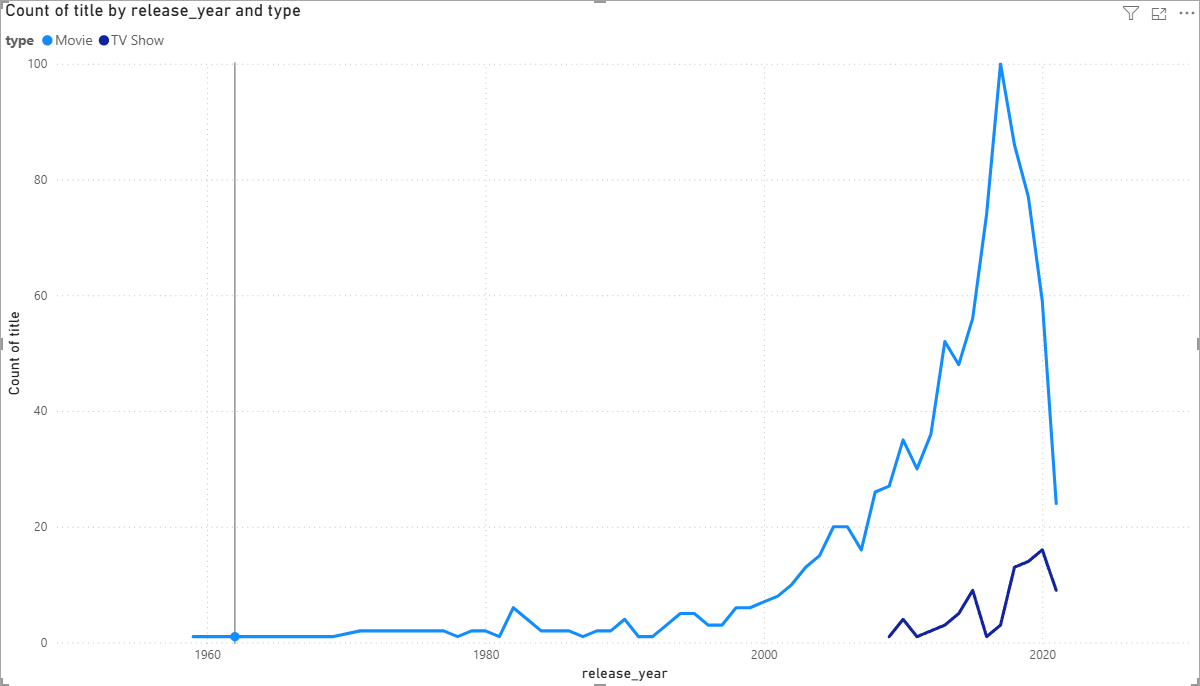 Count of title by release_year and type
type Movie TV Show
100
80
60
40
20
0
Count of title
1960 1980 2000 2020
release_year